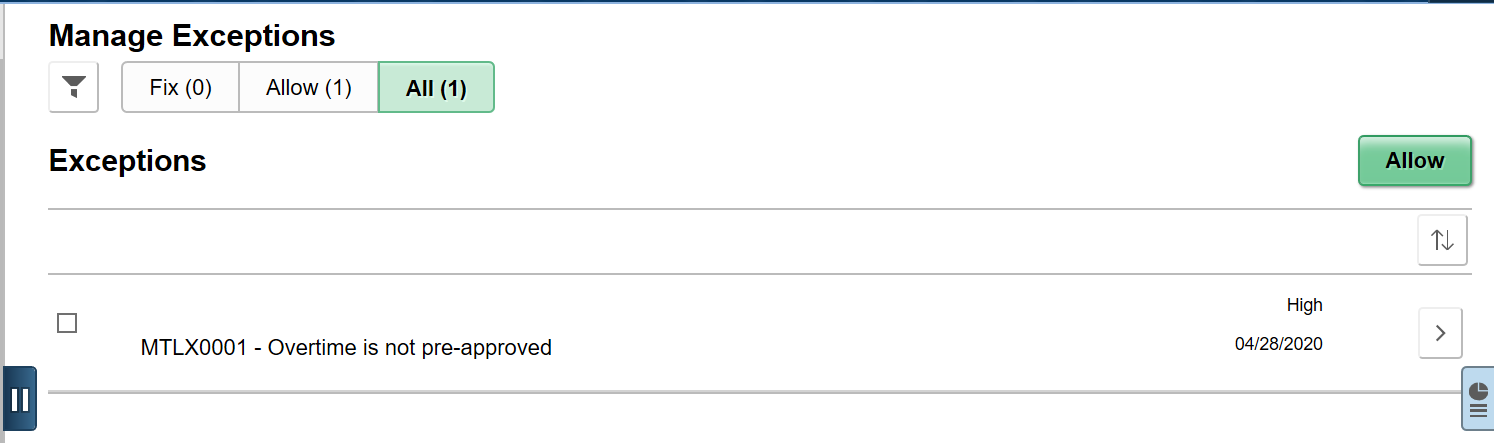 Manage Exceptions
Fix (0) Allow (1) All (1)
Exceptions Allow
High
MTLX0001 - Overtime is not pre-approved 04/28/2020